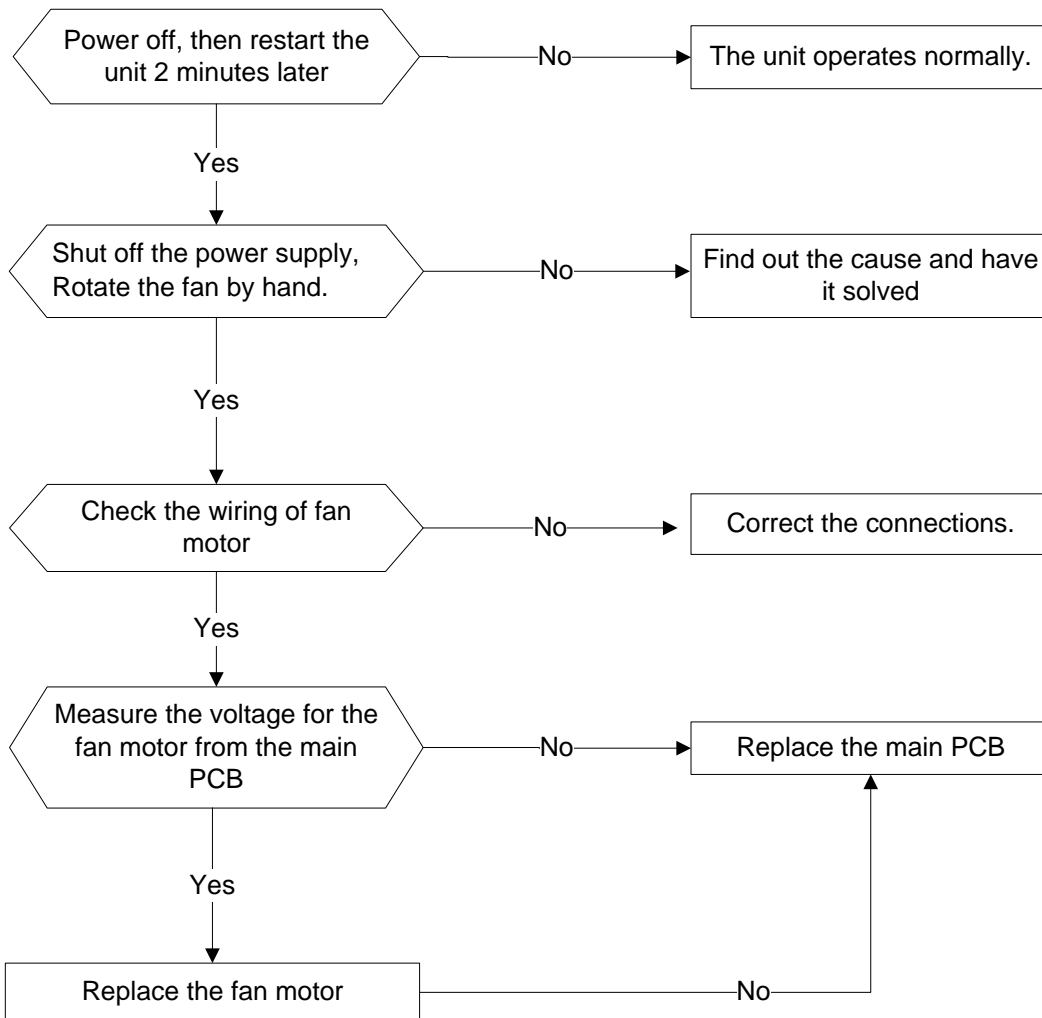 Power off, then restart the
unit 2 minutes later
No
The unit operates normally.
Yes
Shut off the power supply,
Rotate the fan by hand.
No
Find out the cause and have
it solved
Yes
Check the wiring of fan
motor
No
Correct the connections.
Yes
Measure the voltage for the
fan motor from the main
PCB
No
Replace the main PCB
Yes
Replace the fan motor
No